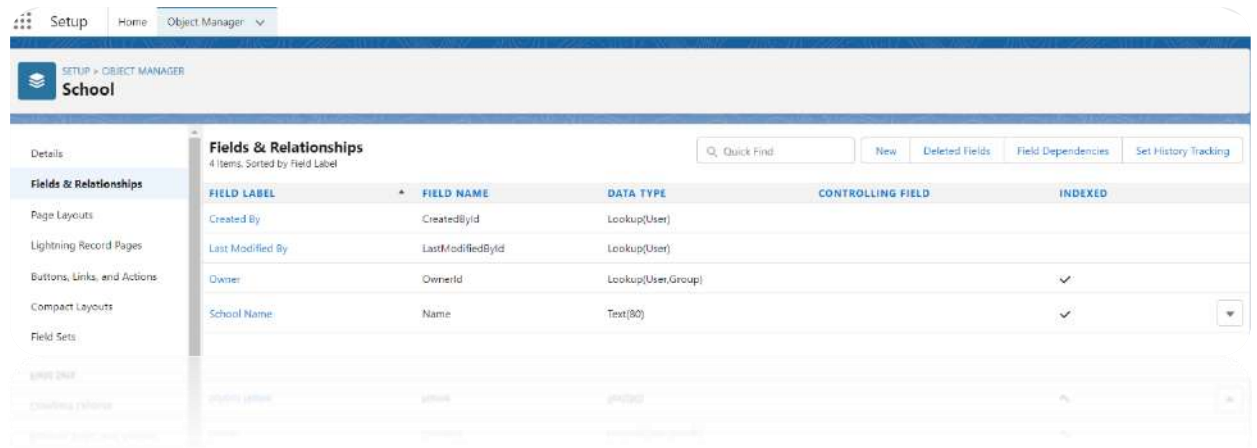 Setup Home Object Manager
SETUP > OBJECT MANAGER
School
Details
Fields & Relationships
Page Layouts
Lightning Record Pages
Buttons, Links, and Actions
Compact Layouts
Field Sets
Fields & Relationships
4 Items, Sorted by Field Label
Quick Find
New Deleted Fields Field Dependencies Set History Tracking
FIELD LABEL FIELD NAME DATA TYPE CONTROLLING FIELD INDEXED
Created By CreatedById Lookup(User)
Last Modified By LastModifiedById Lookup(User)
Owner OwnerId Lookup(User,Group)
School Name Name Text(80)